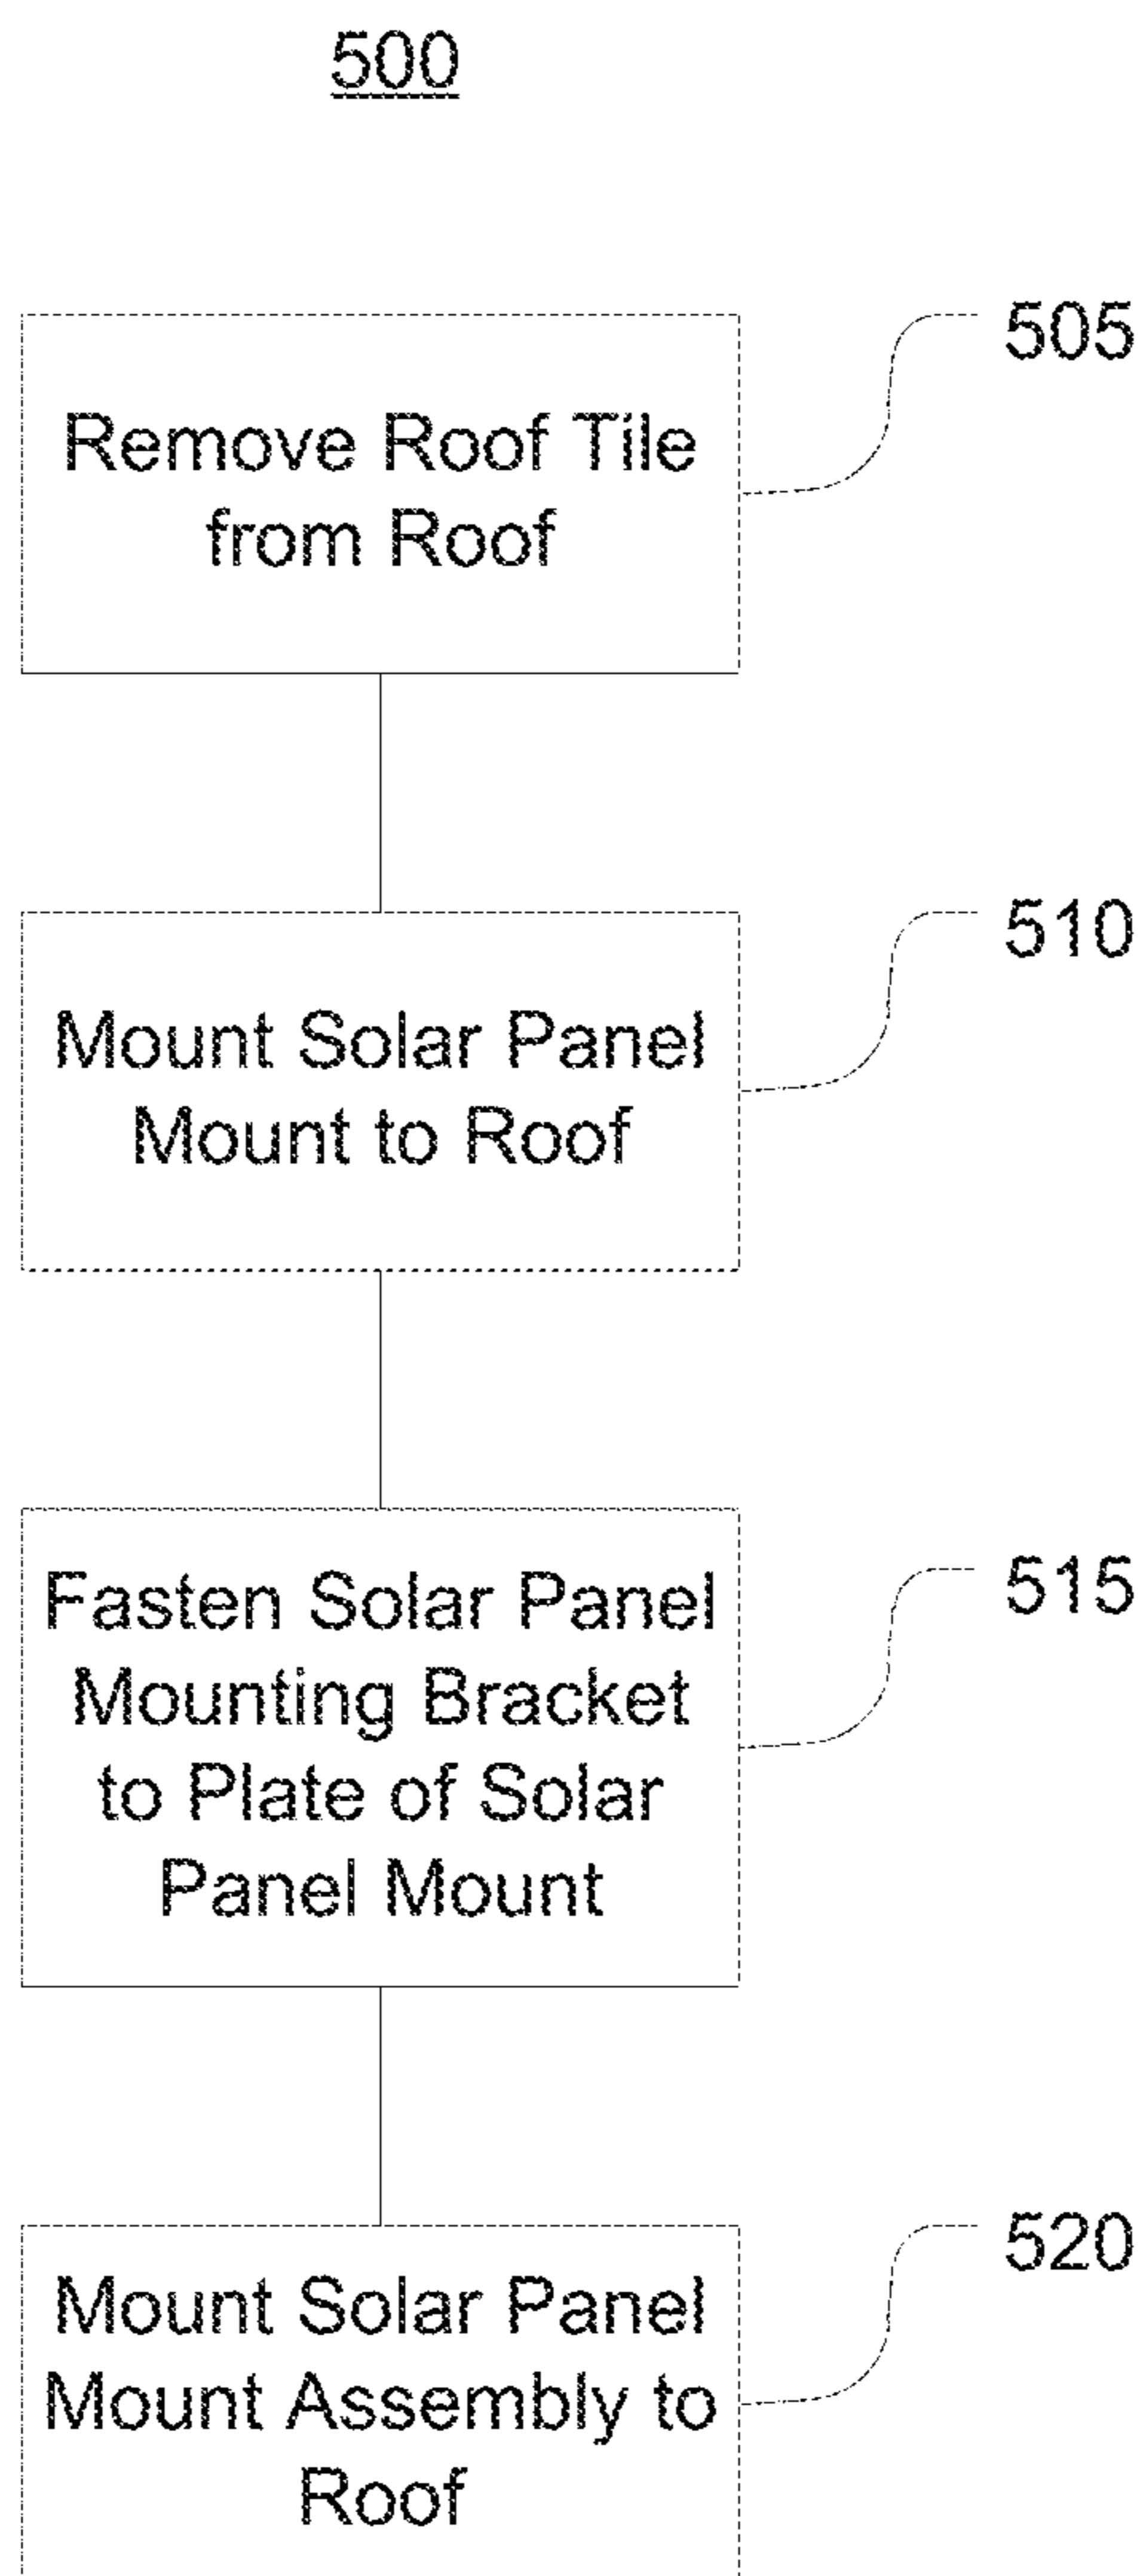 500
505
Remove Roof Tile
from Roof
510
Mount Solar Panel
Mount to Roof
515
Fasten Solar Panel
Mounting Bracket
to Plate of Solar
Panel Mount
520
Mount Solar Panel
Mount Assembly to
Roof